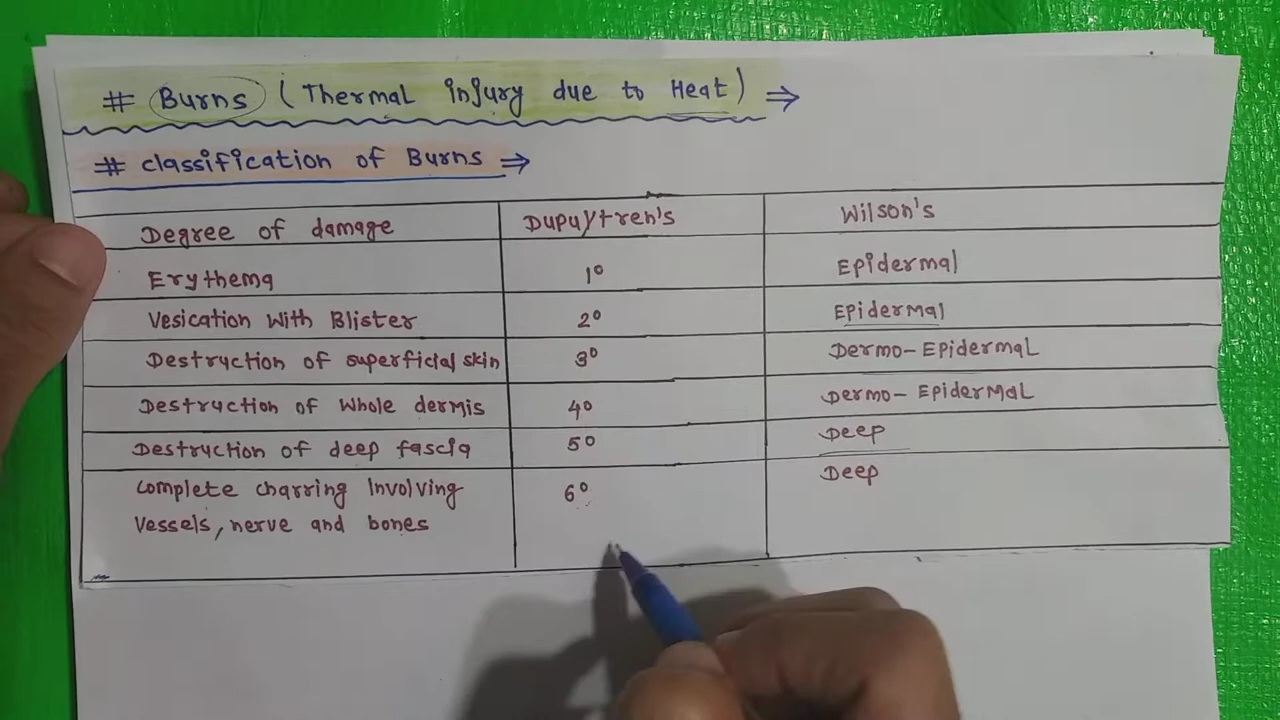 # Burns (Thermal injury due to Heat) ⇒
# classification of Burns ⇒
Degree of damage Dupuytren's Wilson's
Erythema 1° Epidermal
Vesication With Blister 2° Epidermal
Destruction of superficial skin 3° Dermo-Epidermal
Destruction of Whole dermis 4° Dermo-Epidermal
Destruction of deep fascia 5° Deep
Complete charring Involving 6° Deep
Vessels, nerve and bones